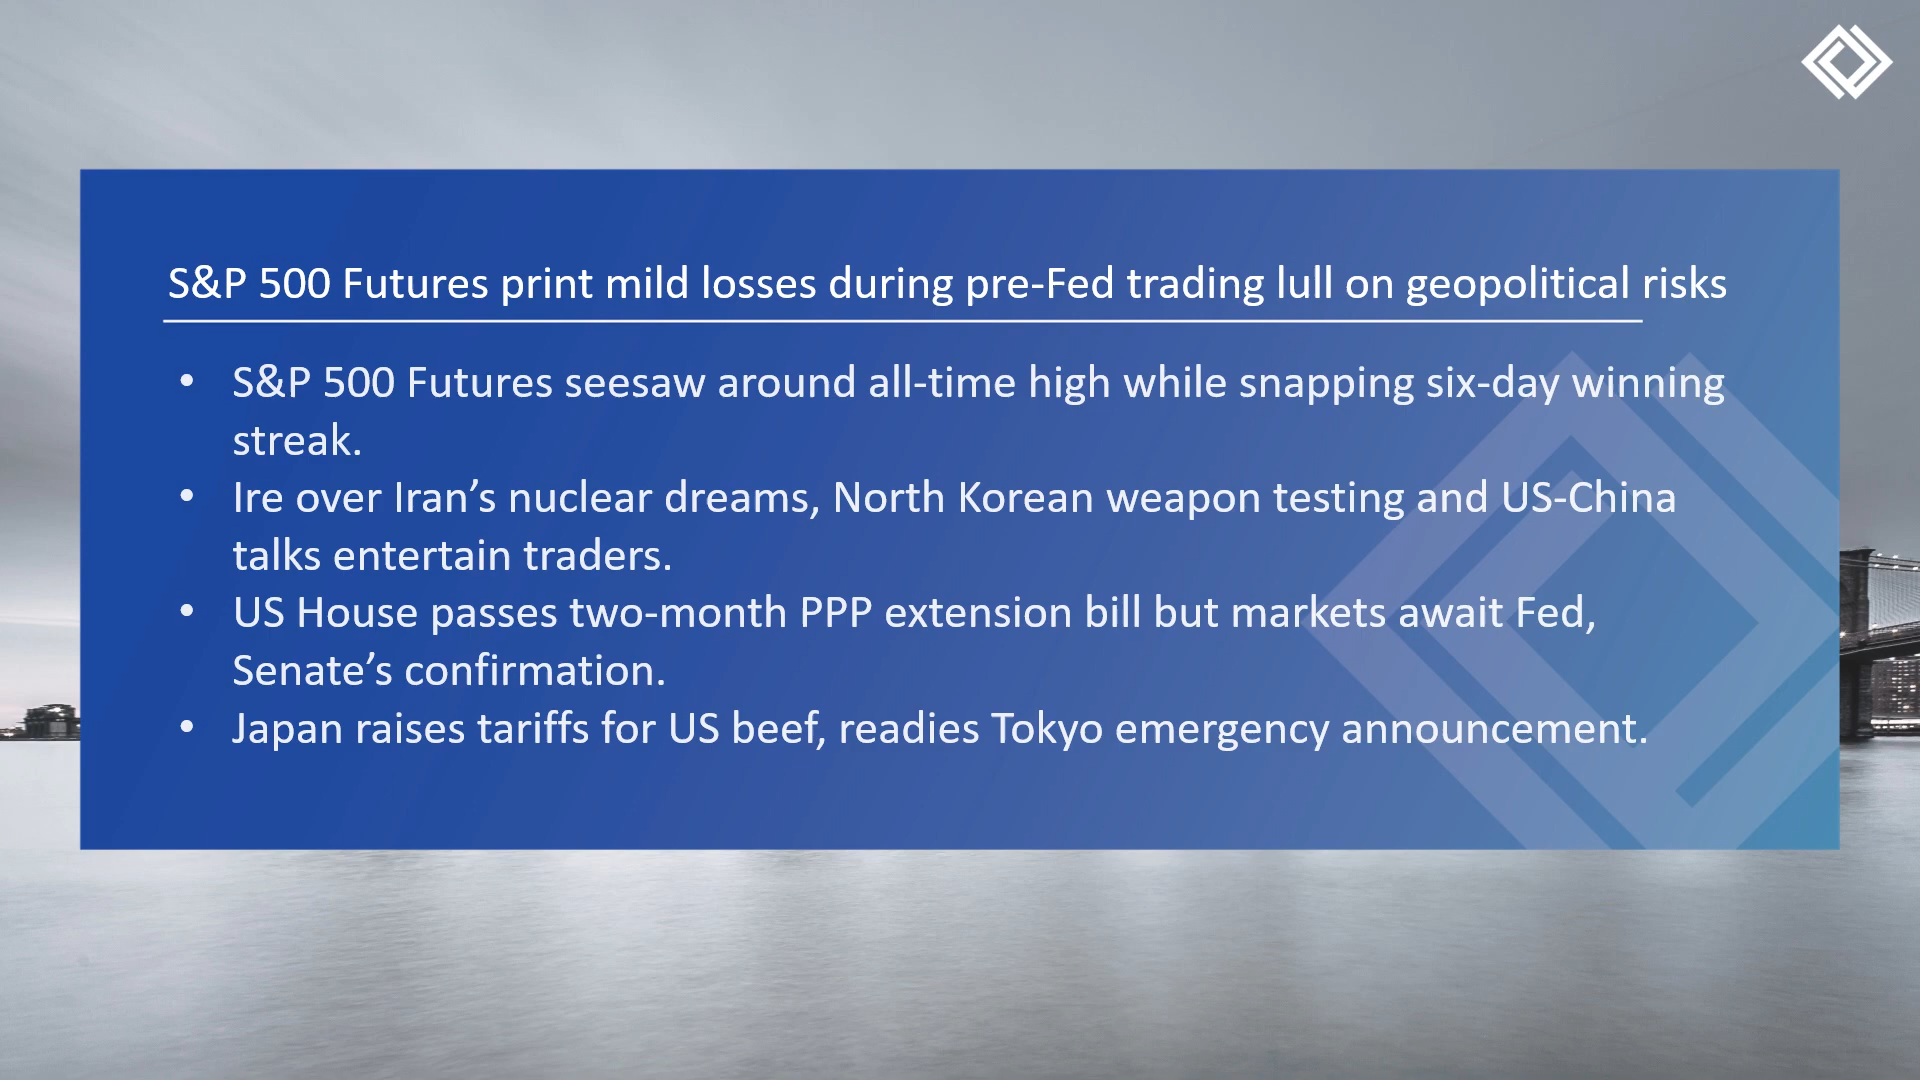 S&P 500 Futures print mild losses during pre-Fed trading lull on geopolitical risks
• S&P 500 Futures seesaw around all-time high while snapping six-day winning
streak.
• Ire over Iran’s nuclear dreams, North Korean weapon testing and US-China
talks entertain traders.
• US House passes two-month PPP extension bill but markets await Fed,
Senate’s confirmation.
• Japan raises tariffs for US beef, readies Tokyo emergency announcement.